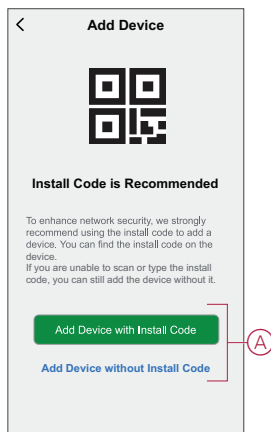 Add Device
Install Code is Recommended
To enhance network security, we strongly
recommend using the install code to add a
device. You can find the install code on the
device.
If you are unable to scan or type the install
code, you can still add the device without it.
Add Device with Install Code
A
Add Device without Install Code